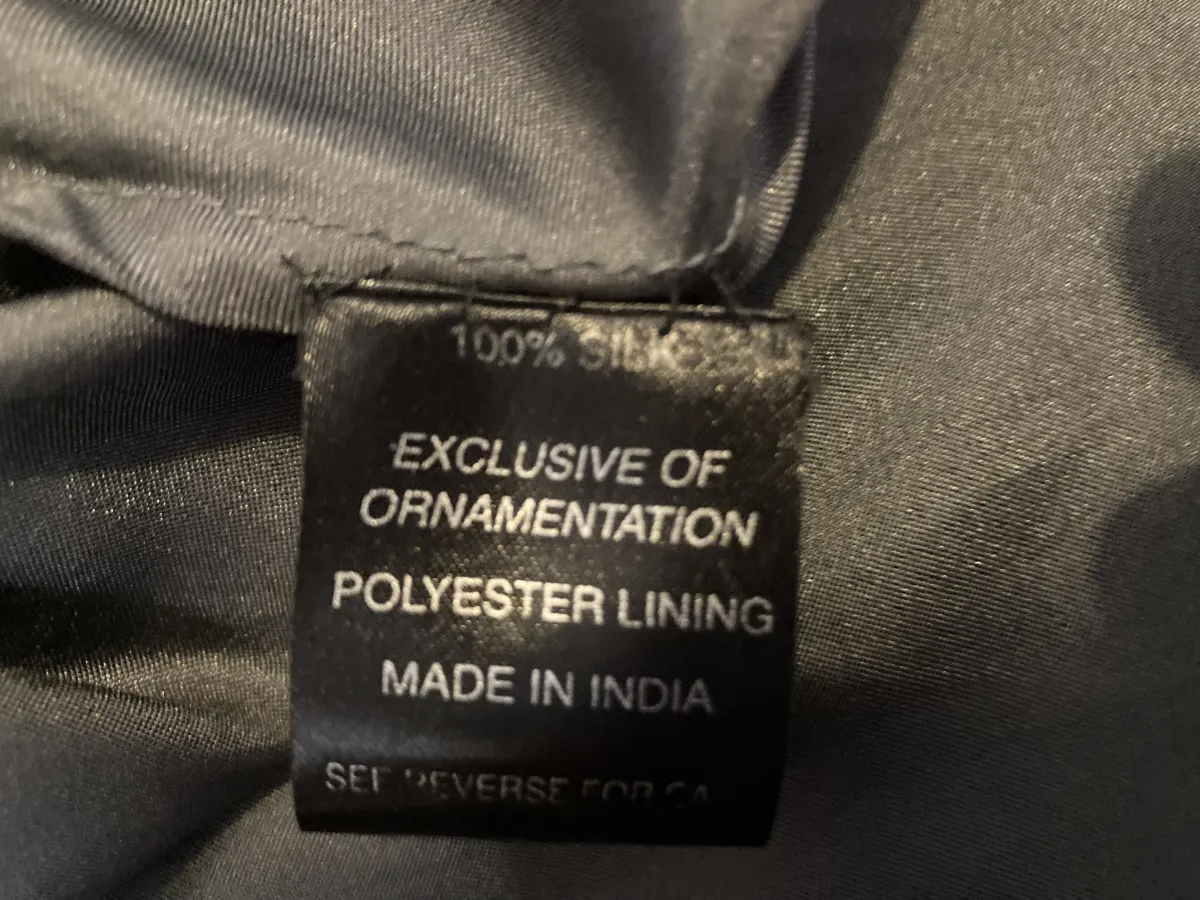 100% SILK
EXCLUSIVE OF
ORNAMENTATION
POLYESTER LINING
MADE IN INDIA
SEE REVERSE FOR